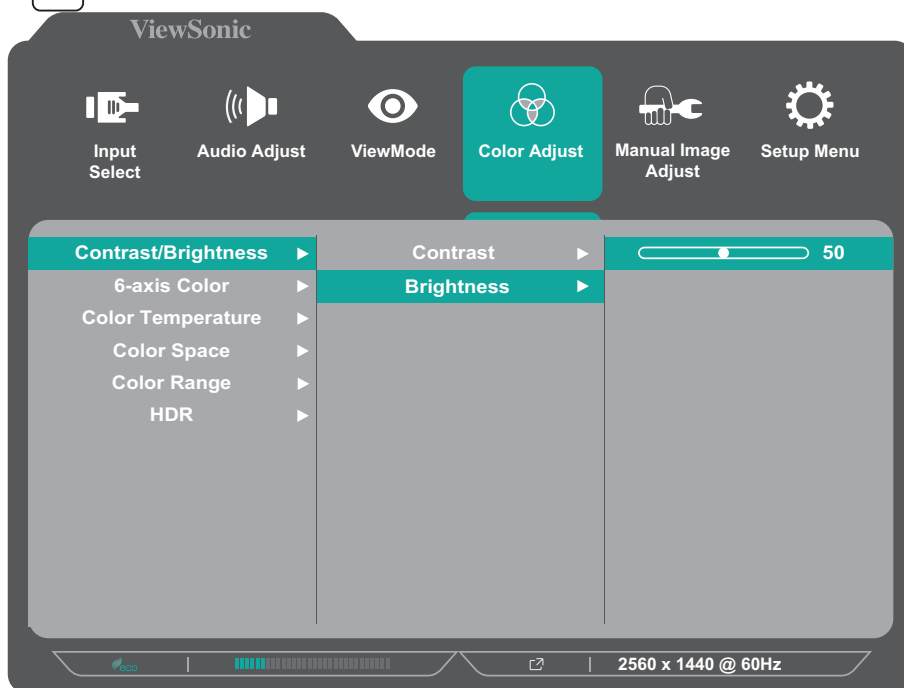 ViewSonic
Input Select
Audio Adjust
ViewMode
Color Adjust
Manual Image Adjust
Setup Menu
Contrast/Brightness
Contrast
50
6-axis Color
Brightness
Color Temperature
Color Space
Color Range
HDR
eco
2560 x 1440 @ 60Hz